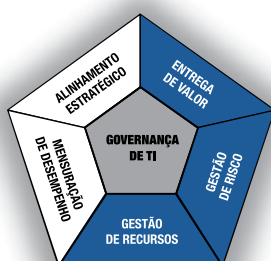 ALINHAMENTO
ESTRATÉGICO
ENTREGA
DE VALOR
MENSURAÇÃO
DE DESEMPENHO
GOVERNANÇA
DE TI
GESTÃO
DE RISCO
GESTÃO
DE RECURSOS